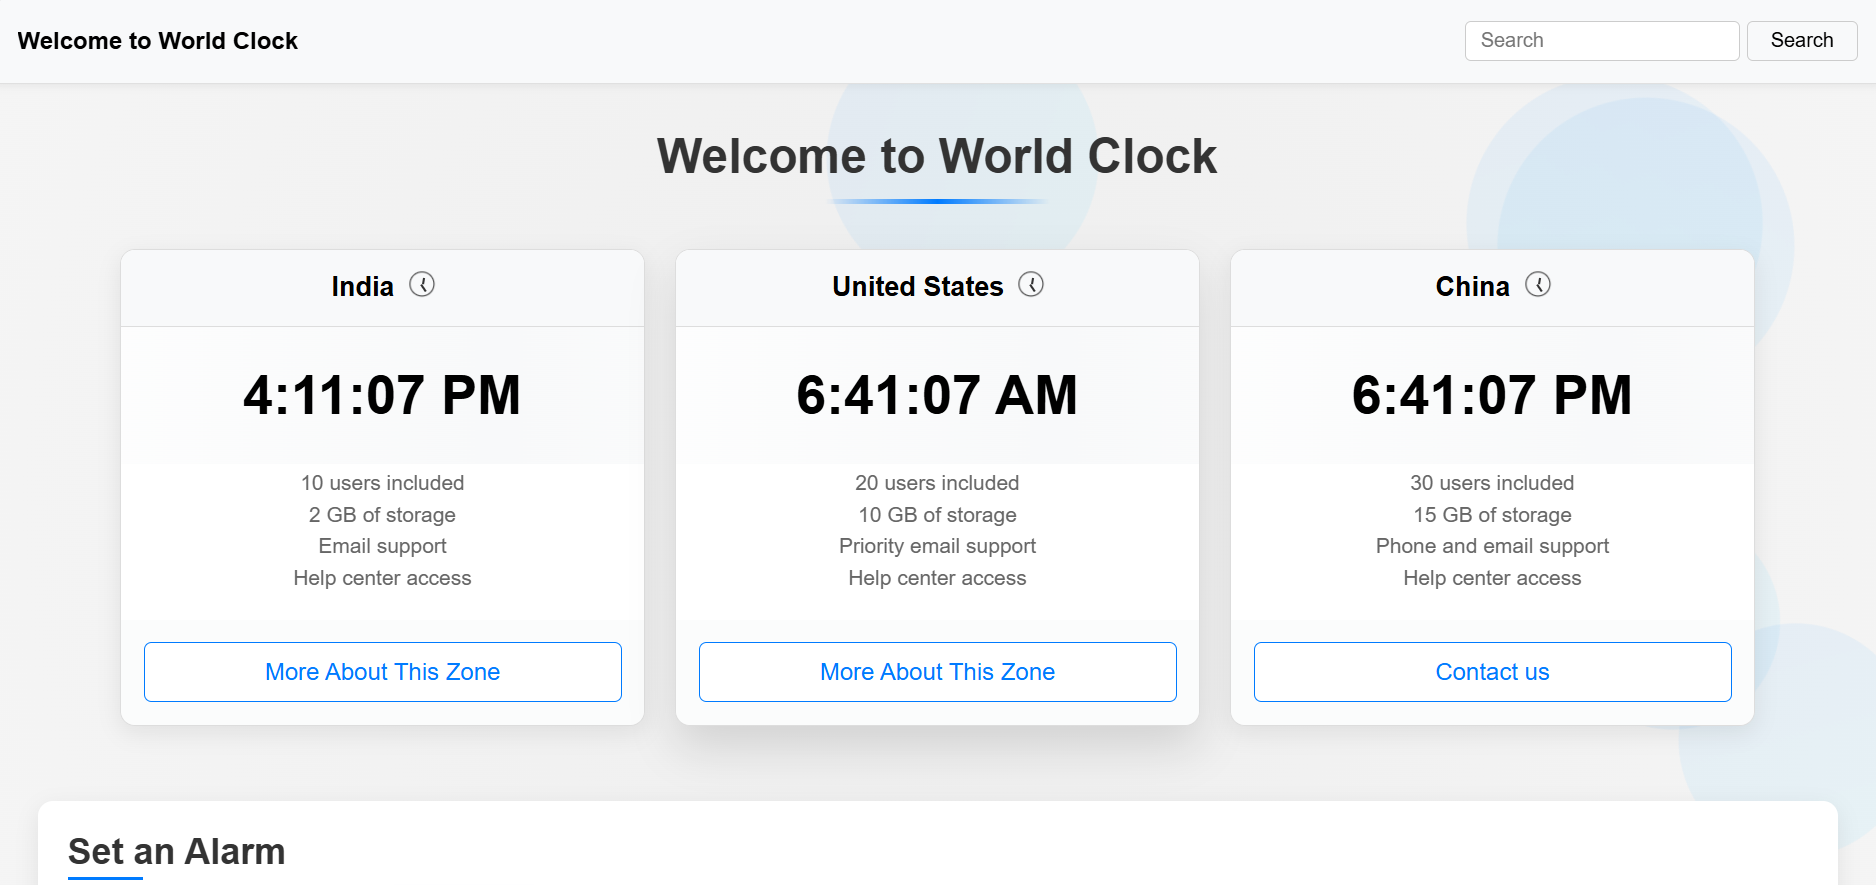 Welcome to World Clock
Search
Search
Welcome to World Clock
India
4:11:07 PM
10 users included
2 GB of storage
Email support
Help center access
More About This Zone
United States
6:41:07 AM
20 users included
10 GB of storage
Priority email support
Help center access
More About This Zone
China
6:41:07 PM
30 users included
15 GB of storage
Phone and email support
Help center access
Contact us
Set an Alarm